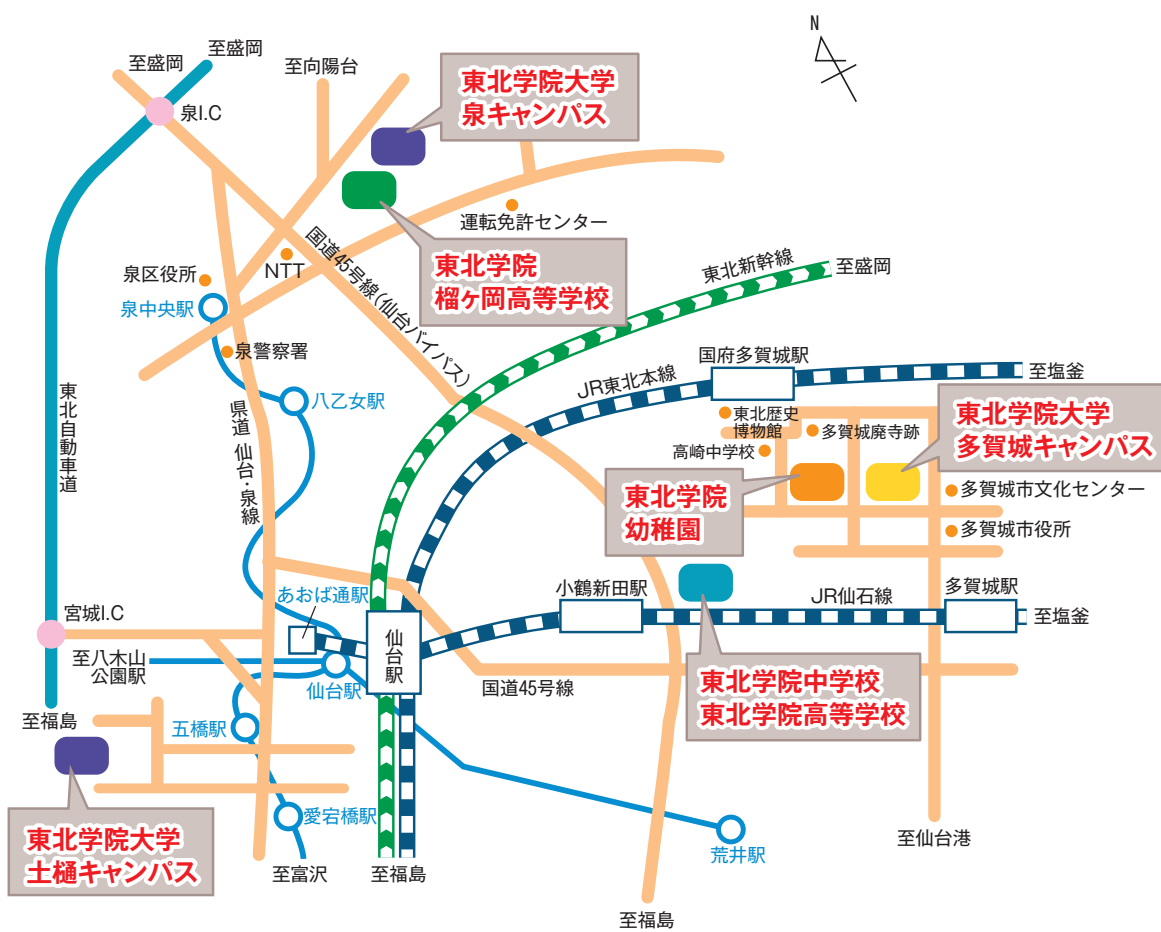 N
至盛岡
至盛岡
至向陽台
東北学院大学
泉キャンパス
泉I.C
運転免許センター
国道45号線(仙台バイパス)
NTT
泉区役所
泉中央駅
東北学院
榴ヶ岡高等学校
東北新幹線
至盛岡
泉警察署
八乙女駅
県道 仙台・泉線
東北自動車道
JR東北本線
国府多賀城駅
至塩釜
東北歴史
博物館
多賀城廃寺跡
高崎中学校
東北学院大学
多賀城キャンパス
東北学院
幼稚園
多賀城市文化センター
多賀城市役所
あおば通駅
小鶴新田駅
JR仙石線
多賀城駅
至塩釜
宮城I.C
仙台駅
至八木山
公園駅
仙台駅
国道45号線
東北学院中学校
東北学院高等学校
至福島
五橋駅
愛宕橋駅
荒井駅
東北学院大学
土樋キャンパス
至富沢
至福島
至仙台港
至福島